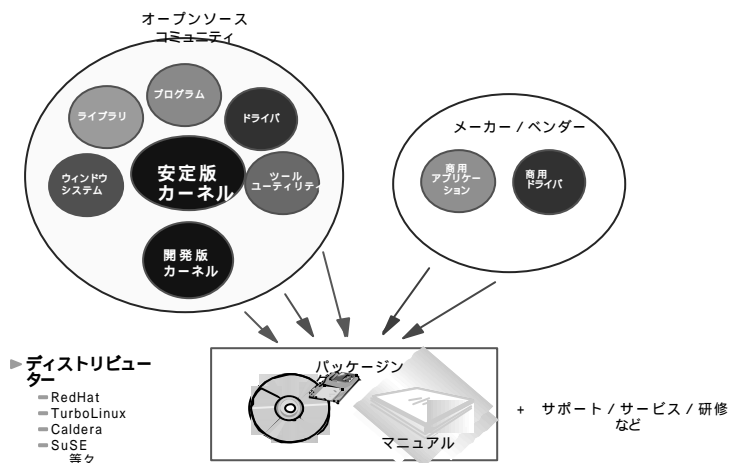 オープンソース
コミュニティ
プログラム
ライブラリ
ドライバ
ウィンドウ
システム
安定版
カーネル
ツール
ユーティリティ
開発版
カーネル
メーカー / ベンダー
商用
アプリケー
ション
商用
ドライバ
ディストリビュー
ター
RedHat
TurboLinux
Caldera
SuSE
等々
パッケージン
グ
マニュアル
+ サポート / サービス / 研修
など